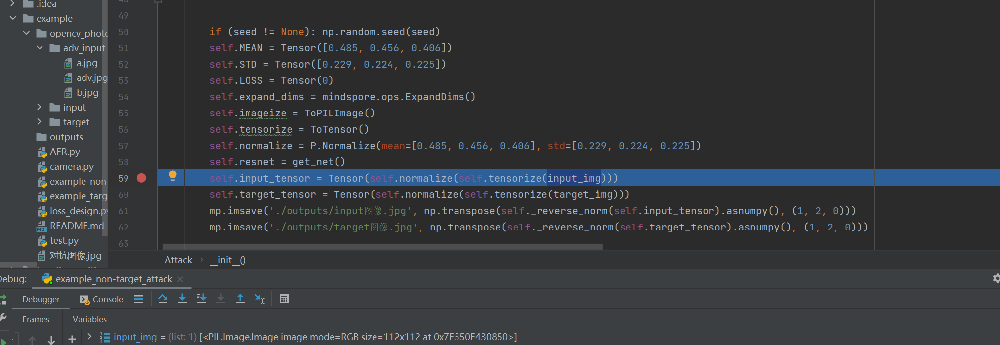 .idea
example
opencv_photo
adv_input
a.jpg
adv.jpg
b.jpg
input
target
outputs
AFR.py
camera.py
example_non-
example_targ
loss_design.py
README.md
test.py
对抗图像.jpg
49
50 if (seed != None): np.random.seed(seed)
51 self.MEAN = Tensor([0.485, 0.456, 0.406])
52 self.STD = Tensor([0.229, 0.224, 0.225])
53 self.LOSS = Tensor(0)
54 self.expand_dims = mindspore.ops.ExpandDims()
55 self.imageize = ToPILImage()
56 self.tensorize = ToTensor()
57 self.normalize = P.Normalize(mean=[0.485, 0.456, 0.406], std=[0.229, 0.224, 0.225])
58 self.resnet = get_net()
59 self.input_tensor = Tensor(self.normalize(self.tensorize(input_img)))
60 self.target_tensor = Tensor(self.normalize(self.tensorize(target_img)))
61 mp.imsave('./outputs/input图像.jpg', np.transpose(self._reverse_norm(self.input_tensor).asnumpy(), (1, 2, 0)))
62 mp.imsave('./outputs/target图像.jpg', np.transpose(self._reverse_norm(self.target_tensor).asnumpy(), (1, 2, 0)))
63
Attack › __init__()
Debug: example_non-target_attack
Debugger Console
Frames Variables
input_img = {list: 1} [<PIL.Image.Image image mode=RGB size=112x112 at 0x7F350E430850>]